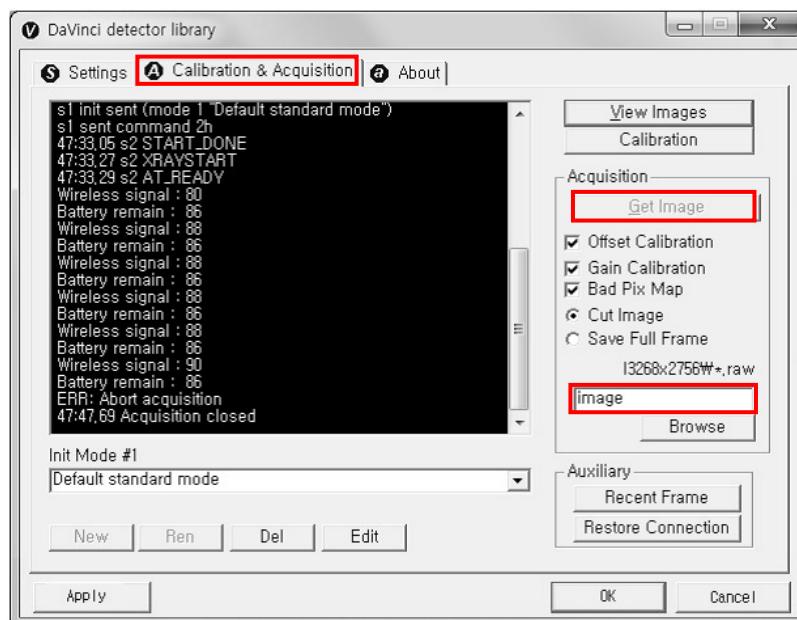 DaVinci detector library
Settings
Calibration & Acquisition
About
s1 init sent (mode 1 "Default standard mode")
s1 sent command 2h
47:33,05 s2 START_DONE
47:33,27 s2 XRAYSTART
47:33,29 s2 AT_READY
Wireless signal : 80
Battery remain : 86
Wireless signal : 88
Battery remain : 86
Wireless signal : 88
Battery remain : 86
Wireless signal : 88
Battery remain : 86
Wireless signal : 88
Battery remain : 86
Wireless signal : 90
Battery remain : 86
ERR: Abort acquisition
47:47,69 Acquisition closed
Init Mode #1
Default standard mode
New
Ren
Del
Edit
View Images
Calibration
Acquisition
Get Image
Offset Calibration
Gain Calibration
Bad Pix Map
Cut Image
Save Full Frame
I3268x2756₩*,raw
image
Browse
Auxiliary
Recent Frame
Restore Connection
Apply
OK
Cancel